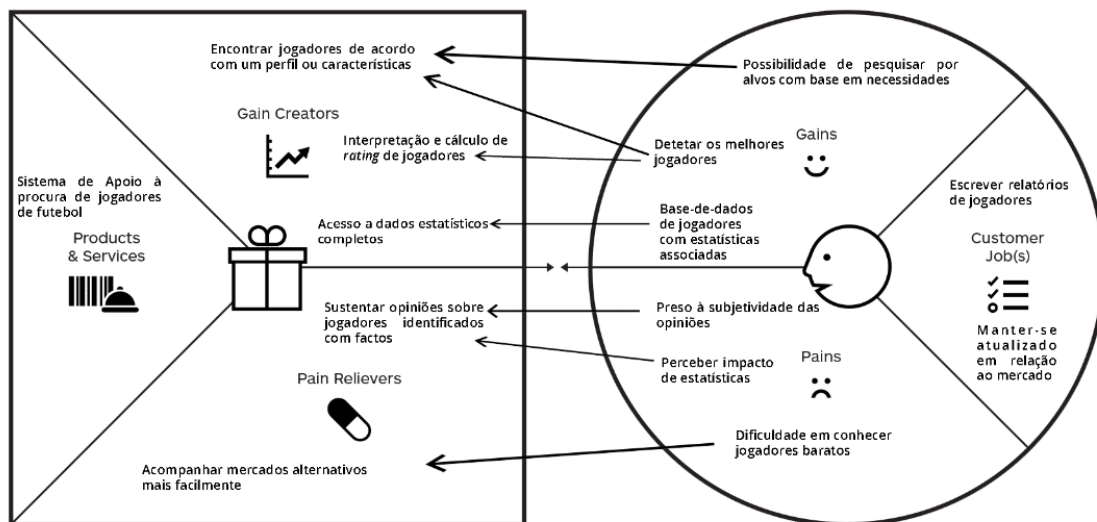 Encontrar jogadores de acordo
com um perfil ou características
Gain Creators
Interpretação e cálculo de
rating de jogadores
Sistema de Apoio à
procura de jogadores
de futebol
Products
& Services
Acesso a dados estatísticos
completos
Sustentar opiniões sobre
jogadores identificados
com factos
Pain Relievers
Acompanhar mercados alternativos
mais facilmente
Possibilidade de pesquisar por
alvos com base em necessidades
Detetar os melhores
jogadores
Gains
Base-de-dados
de jogadores
com estatísticas
associadas
Escrever relatórios
de jogadores
Customer
Job(s)
Manter-se
atualizado
em relação
ao mercado
Preso à subjetividade das
opiniões
Perceber impacto
de estatísticas
Pains
Dificuldade em conhecer
jogadores baratos